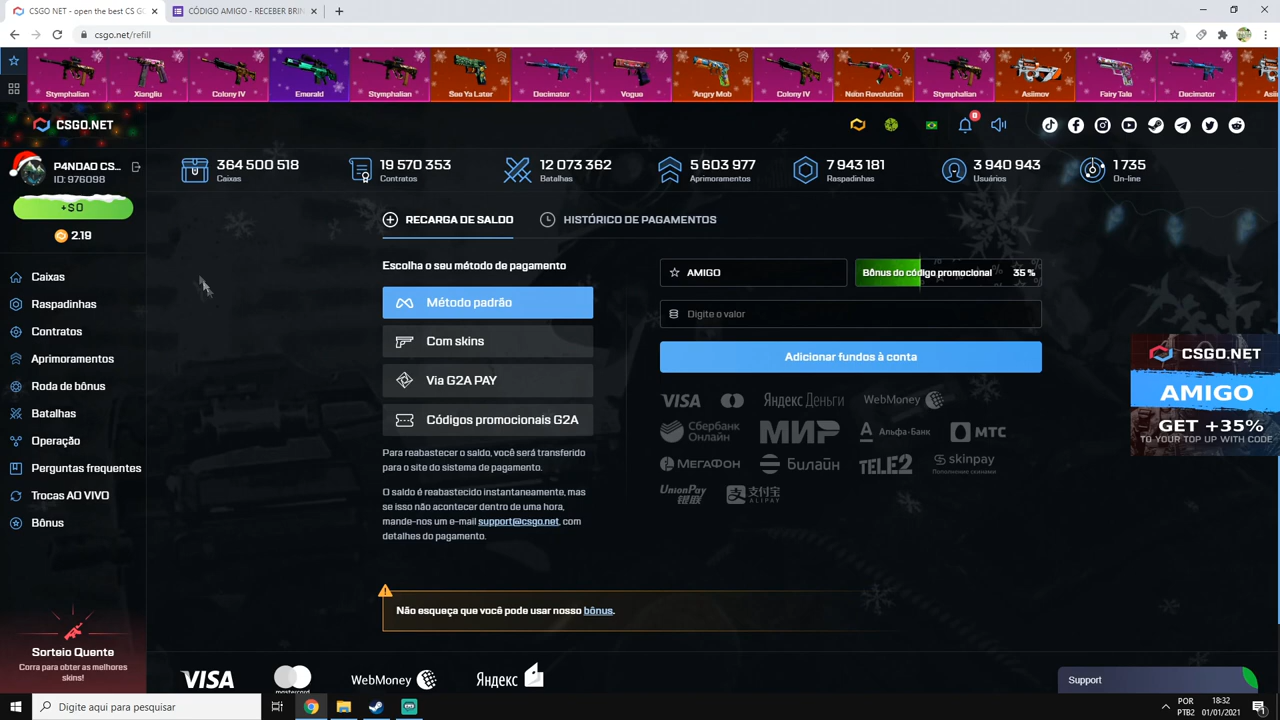 CSGO NET - open the best CS G
CÓDIGO AMIGO - RECEBER BRIN
csgo.net/refill
Stymphalian
Xiangliu
Colony IV
Emerald
Stymphalian
See Ya Later
Decimator
Vogue
Angry Mob
Colony IV
Neon Revolution
Stymphalian
Asiimov
Fairy Tale
Decimator
Asii
CSGO.NET
8
P4NDAO CS...
ID: 976098
+$0
2.19
364 500 518
Caixas
19 570 353
Contratos
12 073 362
Batalhas
5 603 977
Aprimoramentos
7 943 181
Raspadinhas
3 940 943
Usuários
1 735
On-line
Caixas
Raspadinhas
Contratos
Aprimoramentos
Roda de bônus
Batalhas
Operação
Perguntas frequentes
Trocas AO VIVO
Bônus
Sorteio Quente
Corra para obter as melhores
skins!
RECARGA DE SALDO
HISTÓRICO DE PAGAMENTOS
Escolha o seu método de pagamento
Método padrão
Com skins
Via G2A PAY
Códigos promocionais G2A
Para reabastecer o saldo, você será transferido
para o site do sistema de pagamento.
O saldo é reabastecido instantaneamente, mas
se isso não acontecer dentro de uma hora,
mande-nos um e-mail support@csgo.net, com
detalhes do pagamento.
AMIGO
Bônus do código promocional 35 %
Digite o valor
Adicionar fundos à conta
VISA
Яндекс Деньги
WebMoney
Сбербанк
Онлайн
МИР
Альфа·Банк
МТС
МегаФон
Билайн
TELE2
skinpay
Пополнение скинами
UnionPay
银联
支付宝
ALIPAY
CSGO.NET
AMIGO
GET +35%
TO YOUR TOP UP WITH CODE
Não esqueça que você pode usar nosso bônus.
VISA
mastercard
WebMoney
Яндекс
Support
Digite aqui para pesquisar
POR
PTB2
18:32
01/01/2021
1